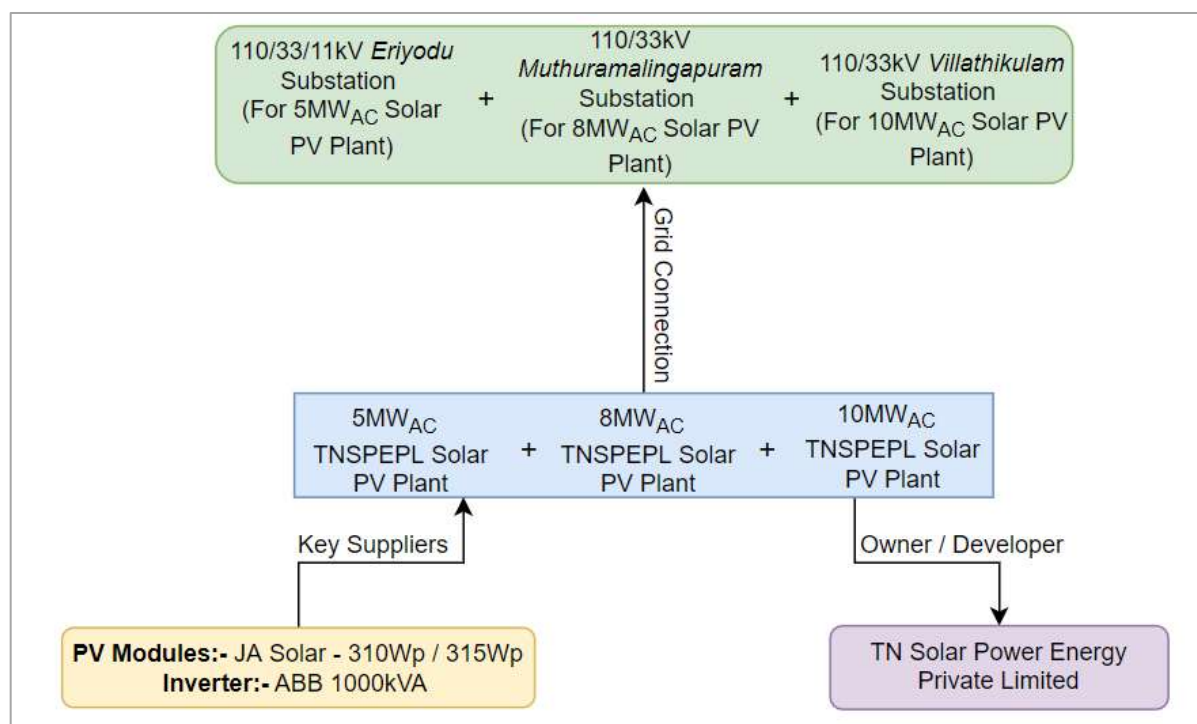 110/33/11kV Eriyodu
Substation
(For 5MWAC Solar
PV Plant)
+
110/33kV
Muthuramalingapuram
Substation
(For 8MWAC Solar PV
Plant)
+
110/33kV Villathikulam
Substation
(For 10MWAC Solar PV
Plant)
Grid Connection
5MWAC
TNSPEPL Solar
PV Plant
+
8MWAC
TNSPEPL Solar
PV Plant
+
10MWAC
TNSPEPL Solar
PV Plant
Key Suppliers
Owner / Developer
PV Modules:- JA Solar - 310Wp / 315Wp
Inverter:- ABB 1000kVA
TN Solar Power Energy
Private Limited